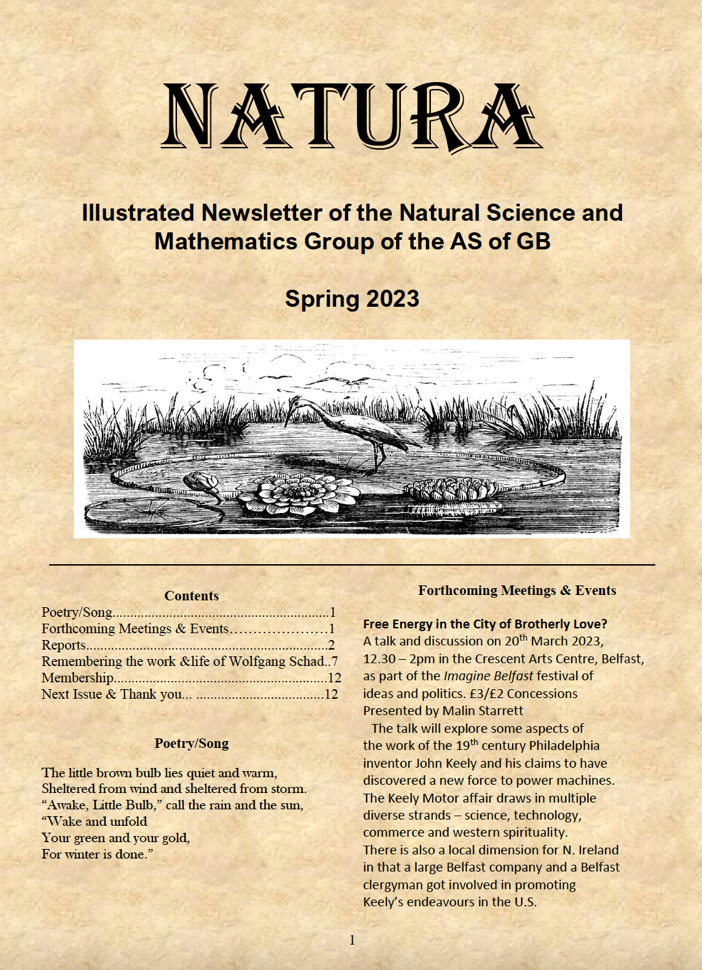 NATURA
Illustrated Newsletter of the Natural Science and
Mathematics Group of the AS of GB
Spring 2023
Contents
Poetry/Song..............................................................1
Forthcoming Meetings & Events…………………1
Reports.....................................................................2
Remembering the work &life of Wolfgang Schad..7
Membership.............................................................12
Next Issue & Thank you... ....................................12
Poetry/Song
The little brown bulb lies quiet and warm,
Sheltered from wind and sheltered from storm.
“Awake, Little Bulb,” call the rain and the sun,
“Wake and unfold
Your green and your gold,
For winter is done.”
Forthcoming Meetings & Events
Free Energy in the City of Brotherly Love?
A talk and discussion on 20th March 2023,
12.30 – 2pm in the Crescent Arts Centre, Belfast,
as part of the Imagine Belfast festival of
ideas and politics. £3/£2 Concessions
Presented by Malin Starrett
The talk will explore some aspects of
the work of the 19th century Philadelphia
inventor John Keely and his claims to have
discovered a new force to power machines.
The Keely Motor affair draws in multiple
diverse strands – science, technology,
commerce and western spirituality.
There is also a local dimension for N. Ireland
in that a large Belfast company and a Belfast
clergyman got involved in promoting
Keely’s endeavours in the U.S.
1